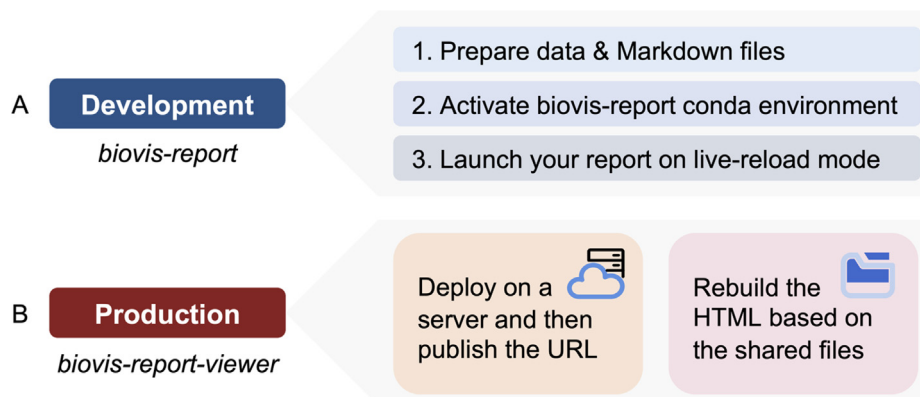 A
Development
biovis-report
1. Prepare data & Markdown files
2. Activate biovis-report conda environment
3. Launch your report on live-reload mode
B
Production
biovis-report-viewer
Deploy on a
server and then
publish the URL
Rebuild the
HTML based on
the shared files